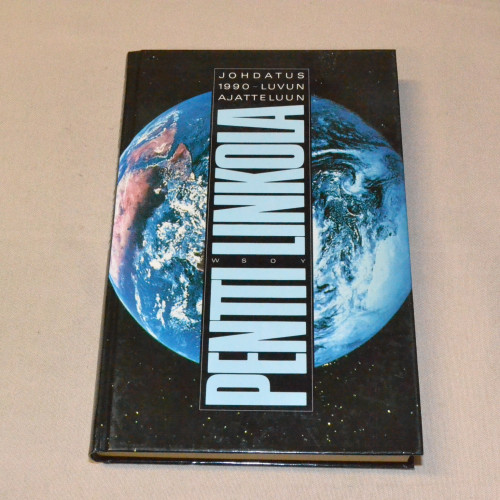 JOHDATUS
1990-LUVUN
AJATTELUUN
PENTTI LINKOLA
WSOY